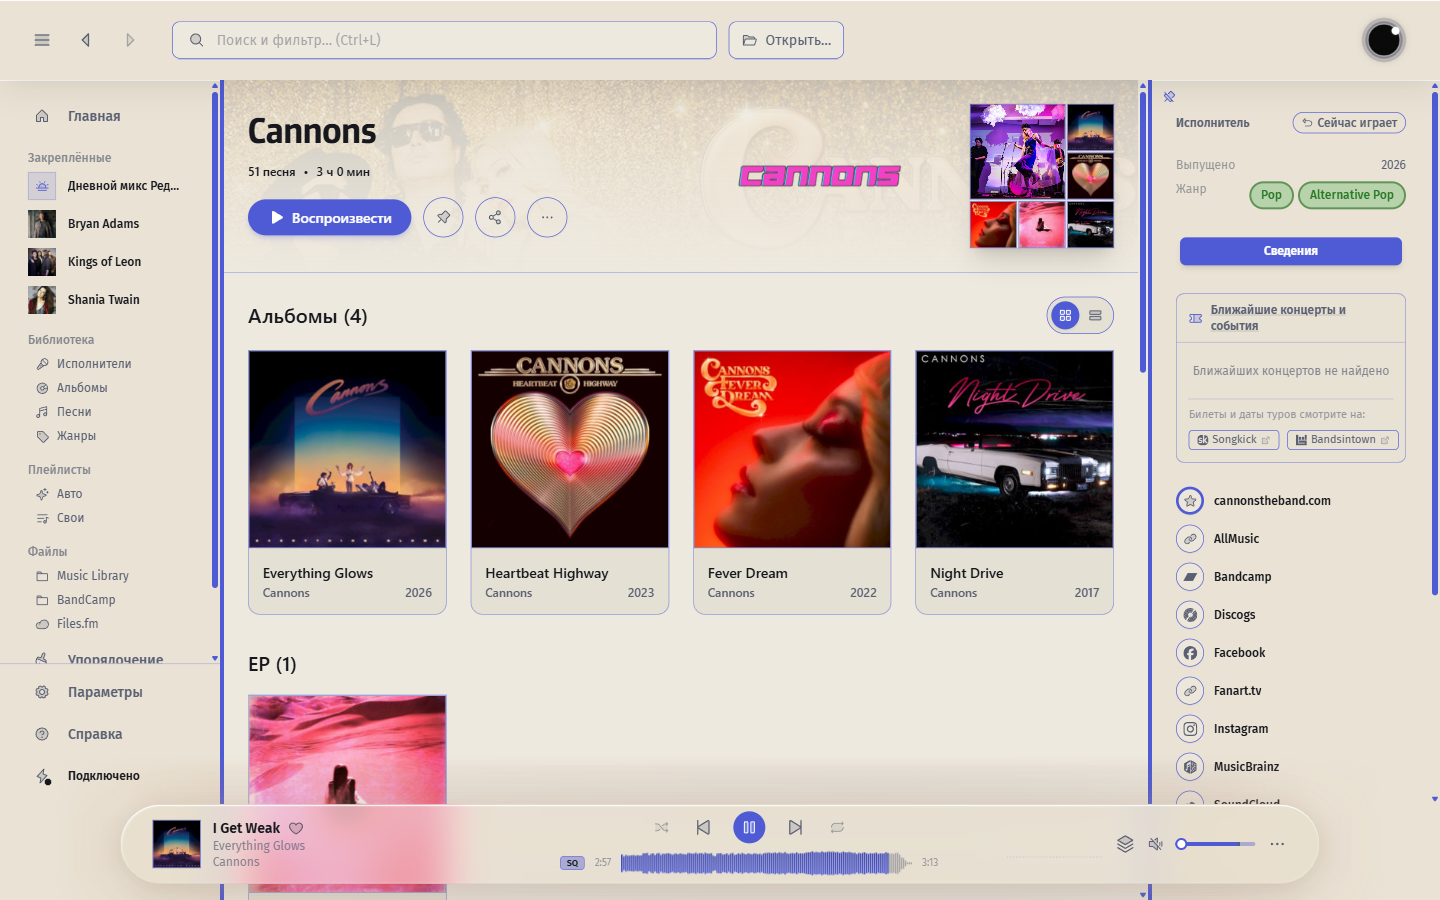 Поиск и фильтр... (Ctrl+L)
Открыть...
Главная
Закреплённые
Дневной микс Ред...
Bryan Adams
Kings of Leon
Shania Twain
Библиотека
Исполнители
Альбомы
Песни
Жанры
Плейлисты
Авто
Свои
Файлы
Music Library
BandCamp
Files.fm
Упорядочение
Параметры
Справка
Подключено
Cannons
51 песня • 3 ч 0 мин
Воспроизвести
cannons
Альбомы (4)
Cannons
CANNONS
HEARTBEAT HIGHWAY
CANNONS
FEVER
DREAM
CANNONS
Night Drive
EVERYTHING GLOWS
Everything Glows
Cannons 2026
Heartbeat Highway
Cannons 2023
Fever Dream
Cannons 2022
Night Drive
Cannons 2017
EP (1)
Исполнитель
Сейчас играет
Выпущено 2026
Жанр
Pop
Alternative Pop
Сведения
Ближайшие концерты и
события
Ближайших концертов не найдено
Билеты и даты туров смотрите на:
Songkick
Bandsintown
cannonstheband.com
AllMusic
Bandcamp
Discogs
Facebook
Fanart.tv
Instagram
MusicBrainz
SoundCloud
I Get Weak
Everything Glows
Cannons
SQ 2:57 3:13